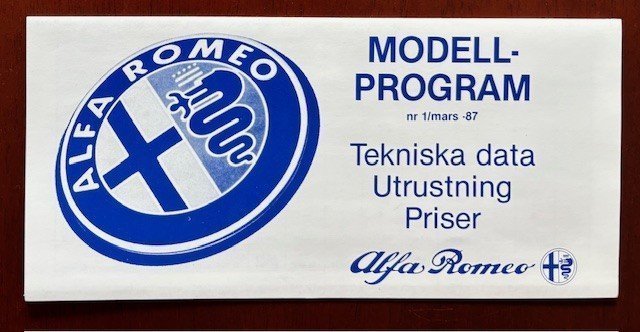 ALFA ROMEO
MODELL-
PROGRAM
nr 1/mars -87
Tekniska data
Utrustning
Priser
Alfa Romeo